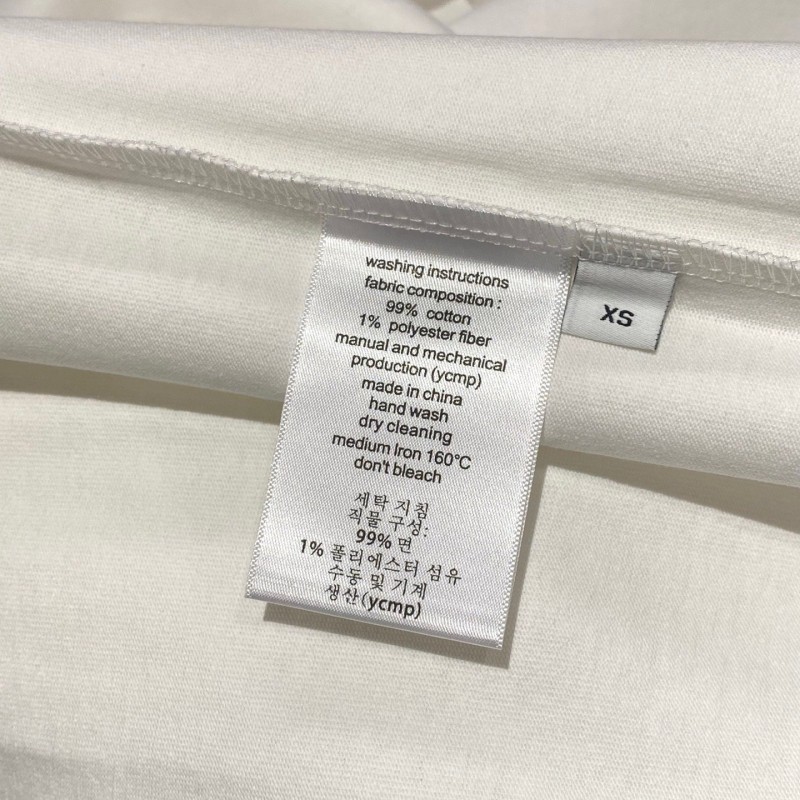 washing instructions
fabric composition :
99% cotton
1% polyester fiber
manual and mechanical
production (ycmp)
made in china
hand wash
dry cleaning
medium Iron 160°C
don't bleach
세탁 지침
직물 구성:
99% 면
1% 폴리에스터 섬유
수동 및 기계
생산(ycmp)
XS